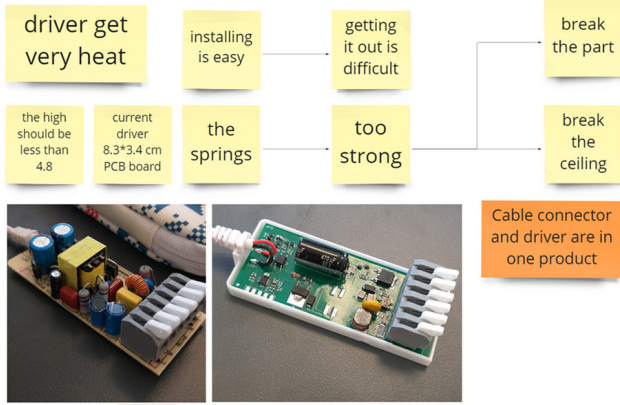 driver get
very heat
installing
is easy
getting
it out is
difficult
break
the part
the high
should be
less than
4.8
current
driver
8.3*3.4 cm
PCB board
the
springs
too
strong
break
the
ceiling
Cable connector
and driver are in
one product